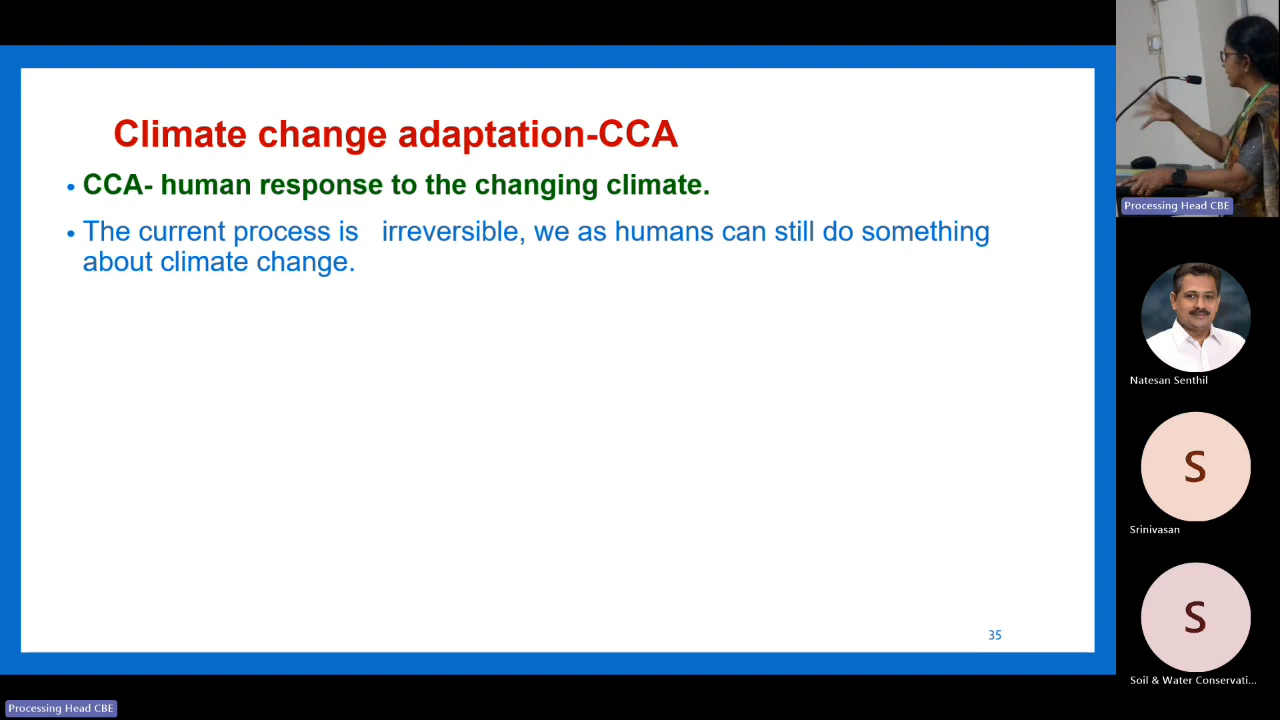 Climate change adaptation-CCA
• CCA- human response to the changing climate.
• The current process is irreversible, we as humans can still do something
about climate change.
35
Processing Head CBE
Natesan Senthil
S
Srinivasan
S
Soil & Water Conservati...
Processing Head CBE